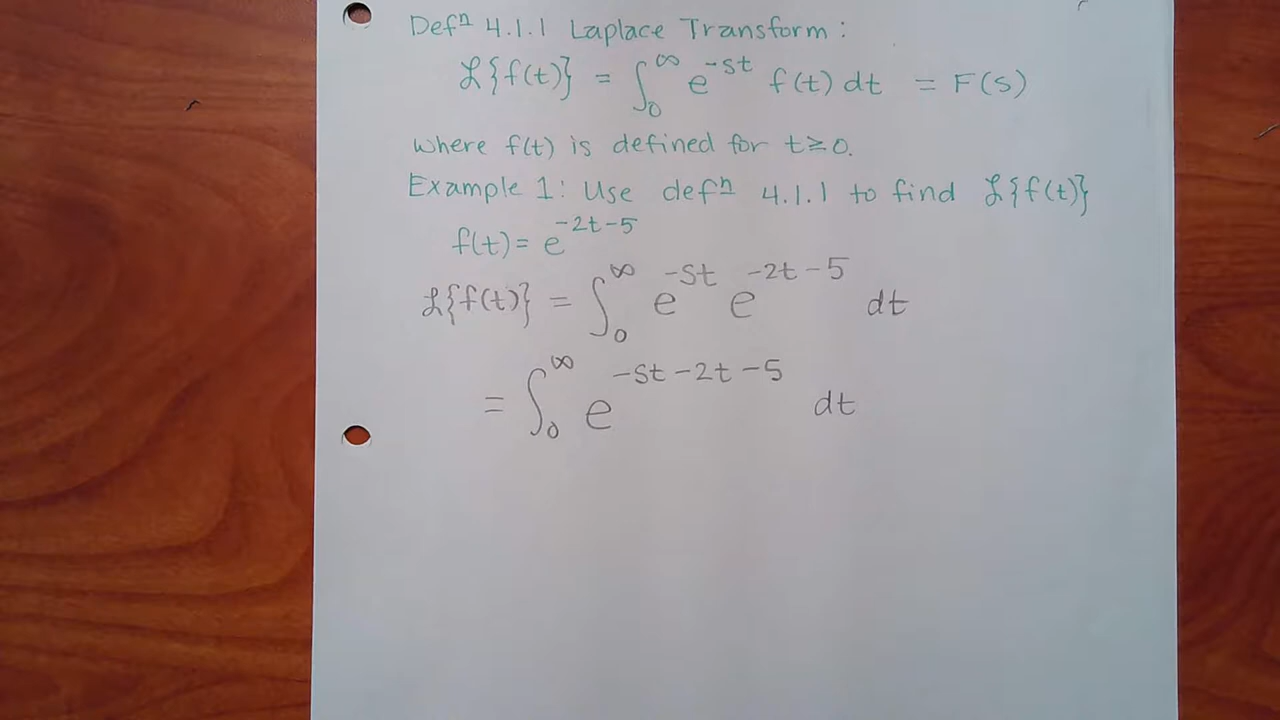 Defⁿ 4.1.1 Laplace Transform:
ℒ{f(t)} = ∫₀^∞ e^{-st} f(t) dt = F(s)
where f(t) is defined for t≥0.
Example 1: Use defⁿ 4.1.1 to find ℒ{f(t)}
f(t) = e^{-2t-5}
ℒ{f(t)} = ∫₀^∞ e^{-st} e^{-2t-5} dt
= ∫₀^∞ e^{-st-2t-5} dt